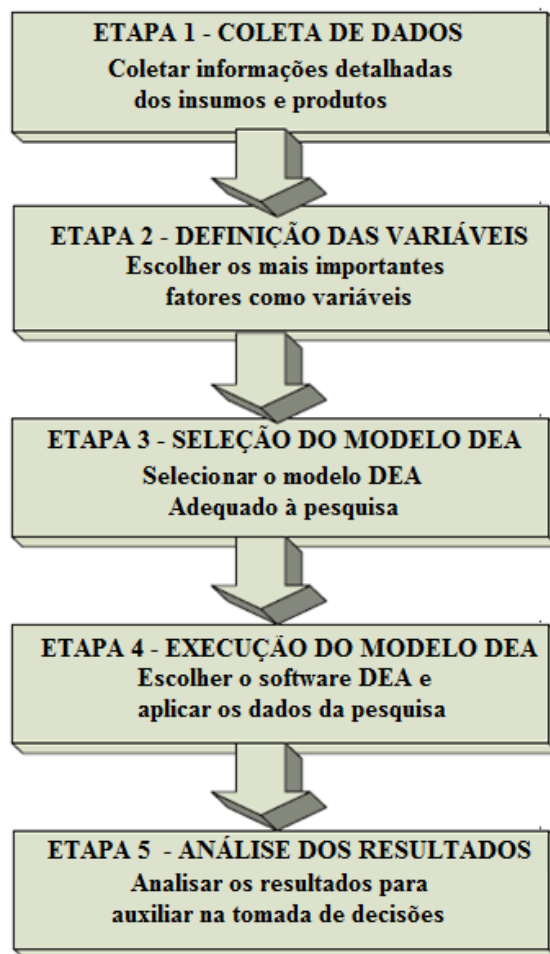 ETAPA 1 - COLETA DE DADOS
Coletar informações detalhadas
dos insumos e produtos
ETAPA 2 - DEFINIÇÃO DAS VARIÁVEIS
Escolher os mais importantes
fatores como variáveis
ETAPA 3 - SELEÇÃO DO MODELO DEA
Selecionar o modelo DEA
Adequado à pesquisa
ETAPA 4 - EXECUÇÃO DO MODELO DEA
Escolher o software DEA e
aplicar os dados da pesquisa
ETAPA 5 - ANÁLISE DOS RESULTADOS
Analisar os resultados para
auxiliar na tomada de decisões